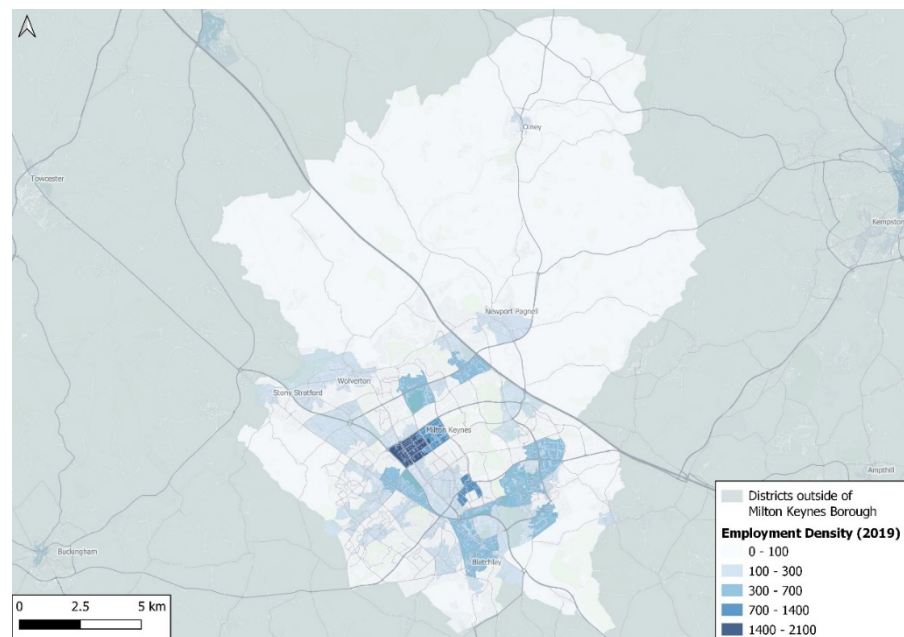 Olney
Towcester
Kempston
Newport Pagnell
Wolverton
Stony Stratford
Milton Keynes
Ampthill
Buckingham
Bletchley
0 2.5 5 km
Districts outside of
Milton Keynes Borough
Employment Density (2019)
0 - 100
100 - 300
300 - 700
700 - 1400
1400 - 2100